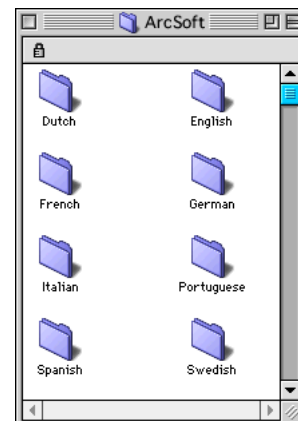 ArcSoft
Dutch English
French German
Italian Portuguese
Spanish Swedish